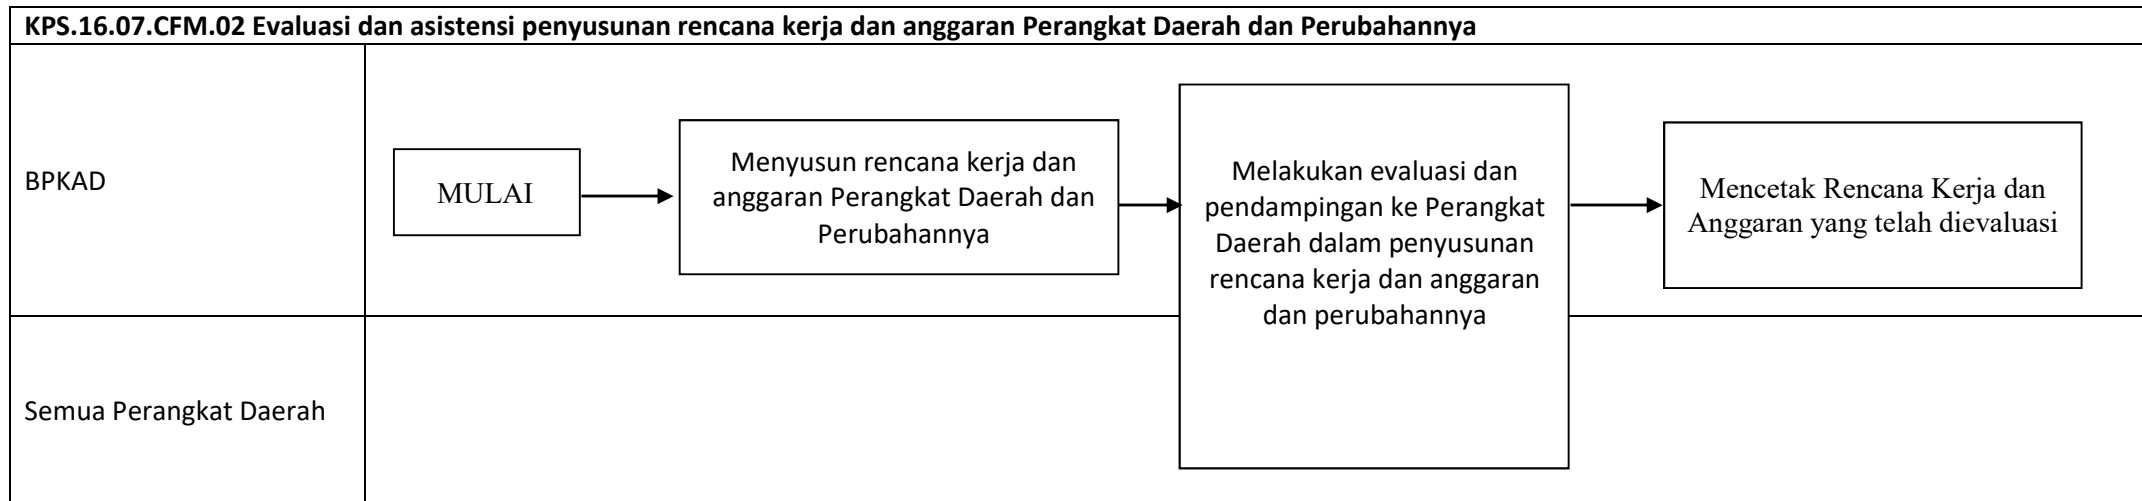 KPS.16.07.CFM.02 Evaluasi dan asistensi penyusunan rencana kerja dan anggaran Perangkat Daerah dan Perubahannya
BPKAD
MULAI
Menyusun rencana kerja dan
anggaran Perangkat Daerah dan
Perubahannya
Melakukan evaluasi dan
pendampingan ke Perangkat
Daerah dalam penyusunan
rencana kerja dan anggaran
dan perubahannya
Mencetak Rencana Kerja dan
Anggaran yang telah dievaluasi
Semua Perangkat Daerah